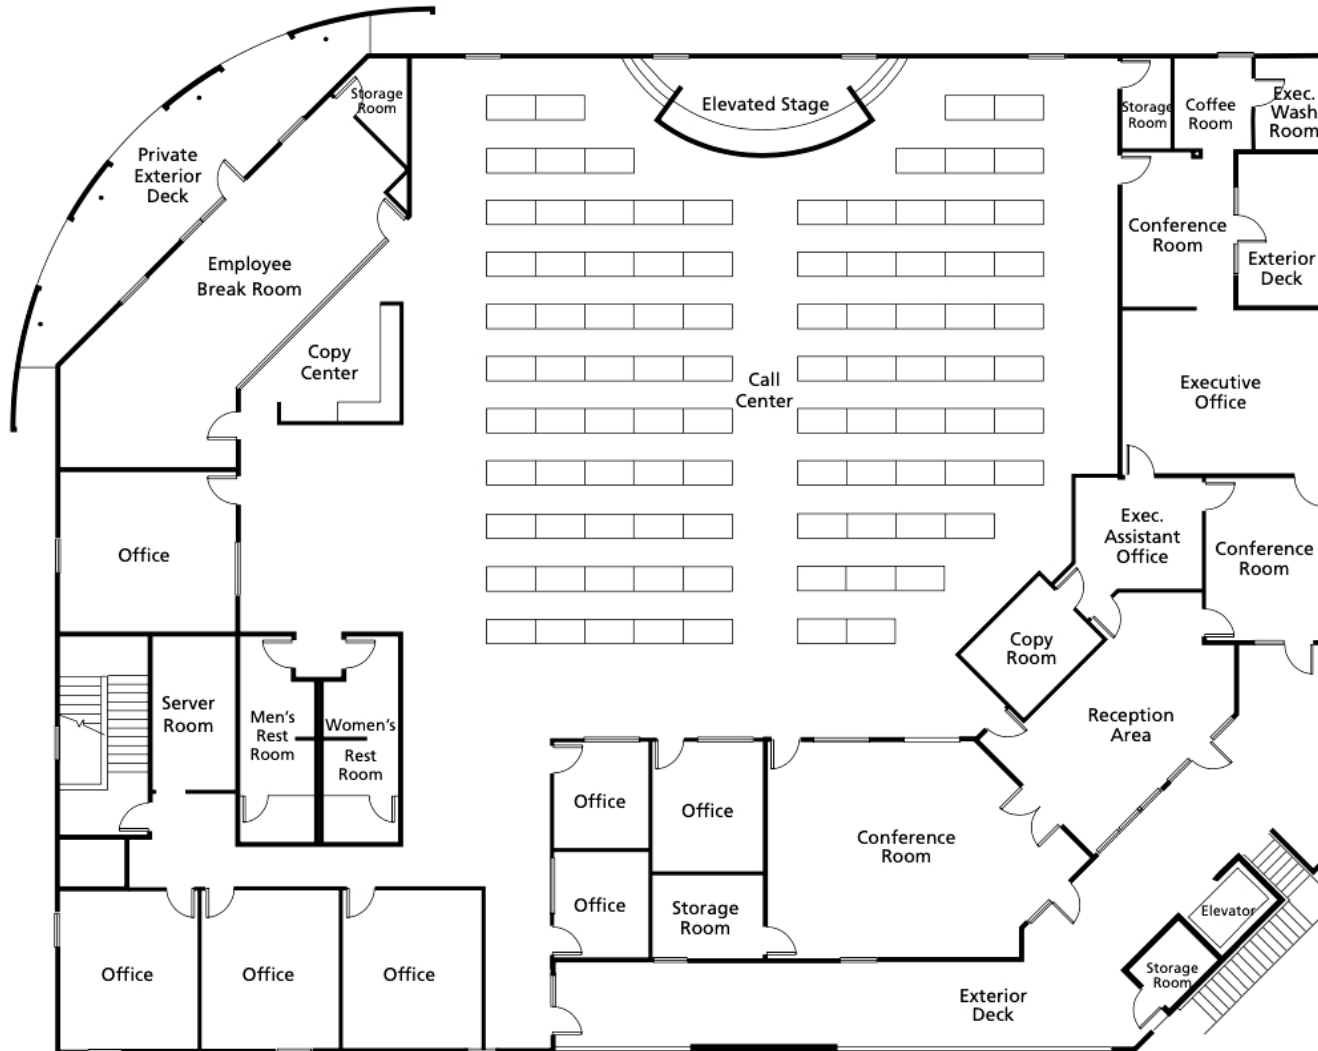 Elevated Stage
Storage
Room
Storage
Room
Coffee
Room
Exec.
Wash
Room
Private
Exterior
Deck
Employee
Break Room
Conference
Room
Exterior
Deck
Copy
Center
Call
Center
Executive
Office
Office
Exec.
Assistant
Office
Conference
Room
Copy
Room
Server
Room
Men's
Rest
Room
Women's
Rest
Room
Reception
Area
Office
Office
Conference
Room
Office
Storage
Room
Elevator
Office
Office
Office
Exterior
Deck
Storage
Room